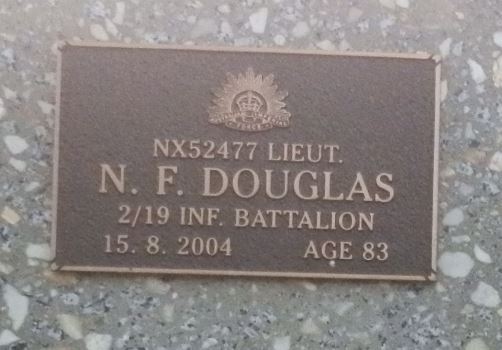 NX52477 LIEUT.
N. F. DOUGLAS
2/19 INF. BATTALION
15. 8. 2004 AGE 83